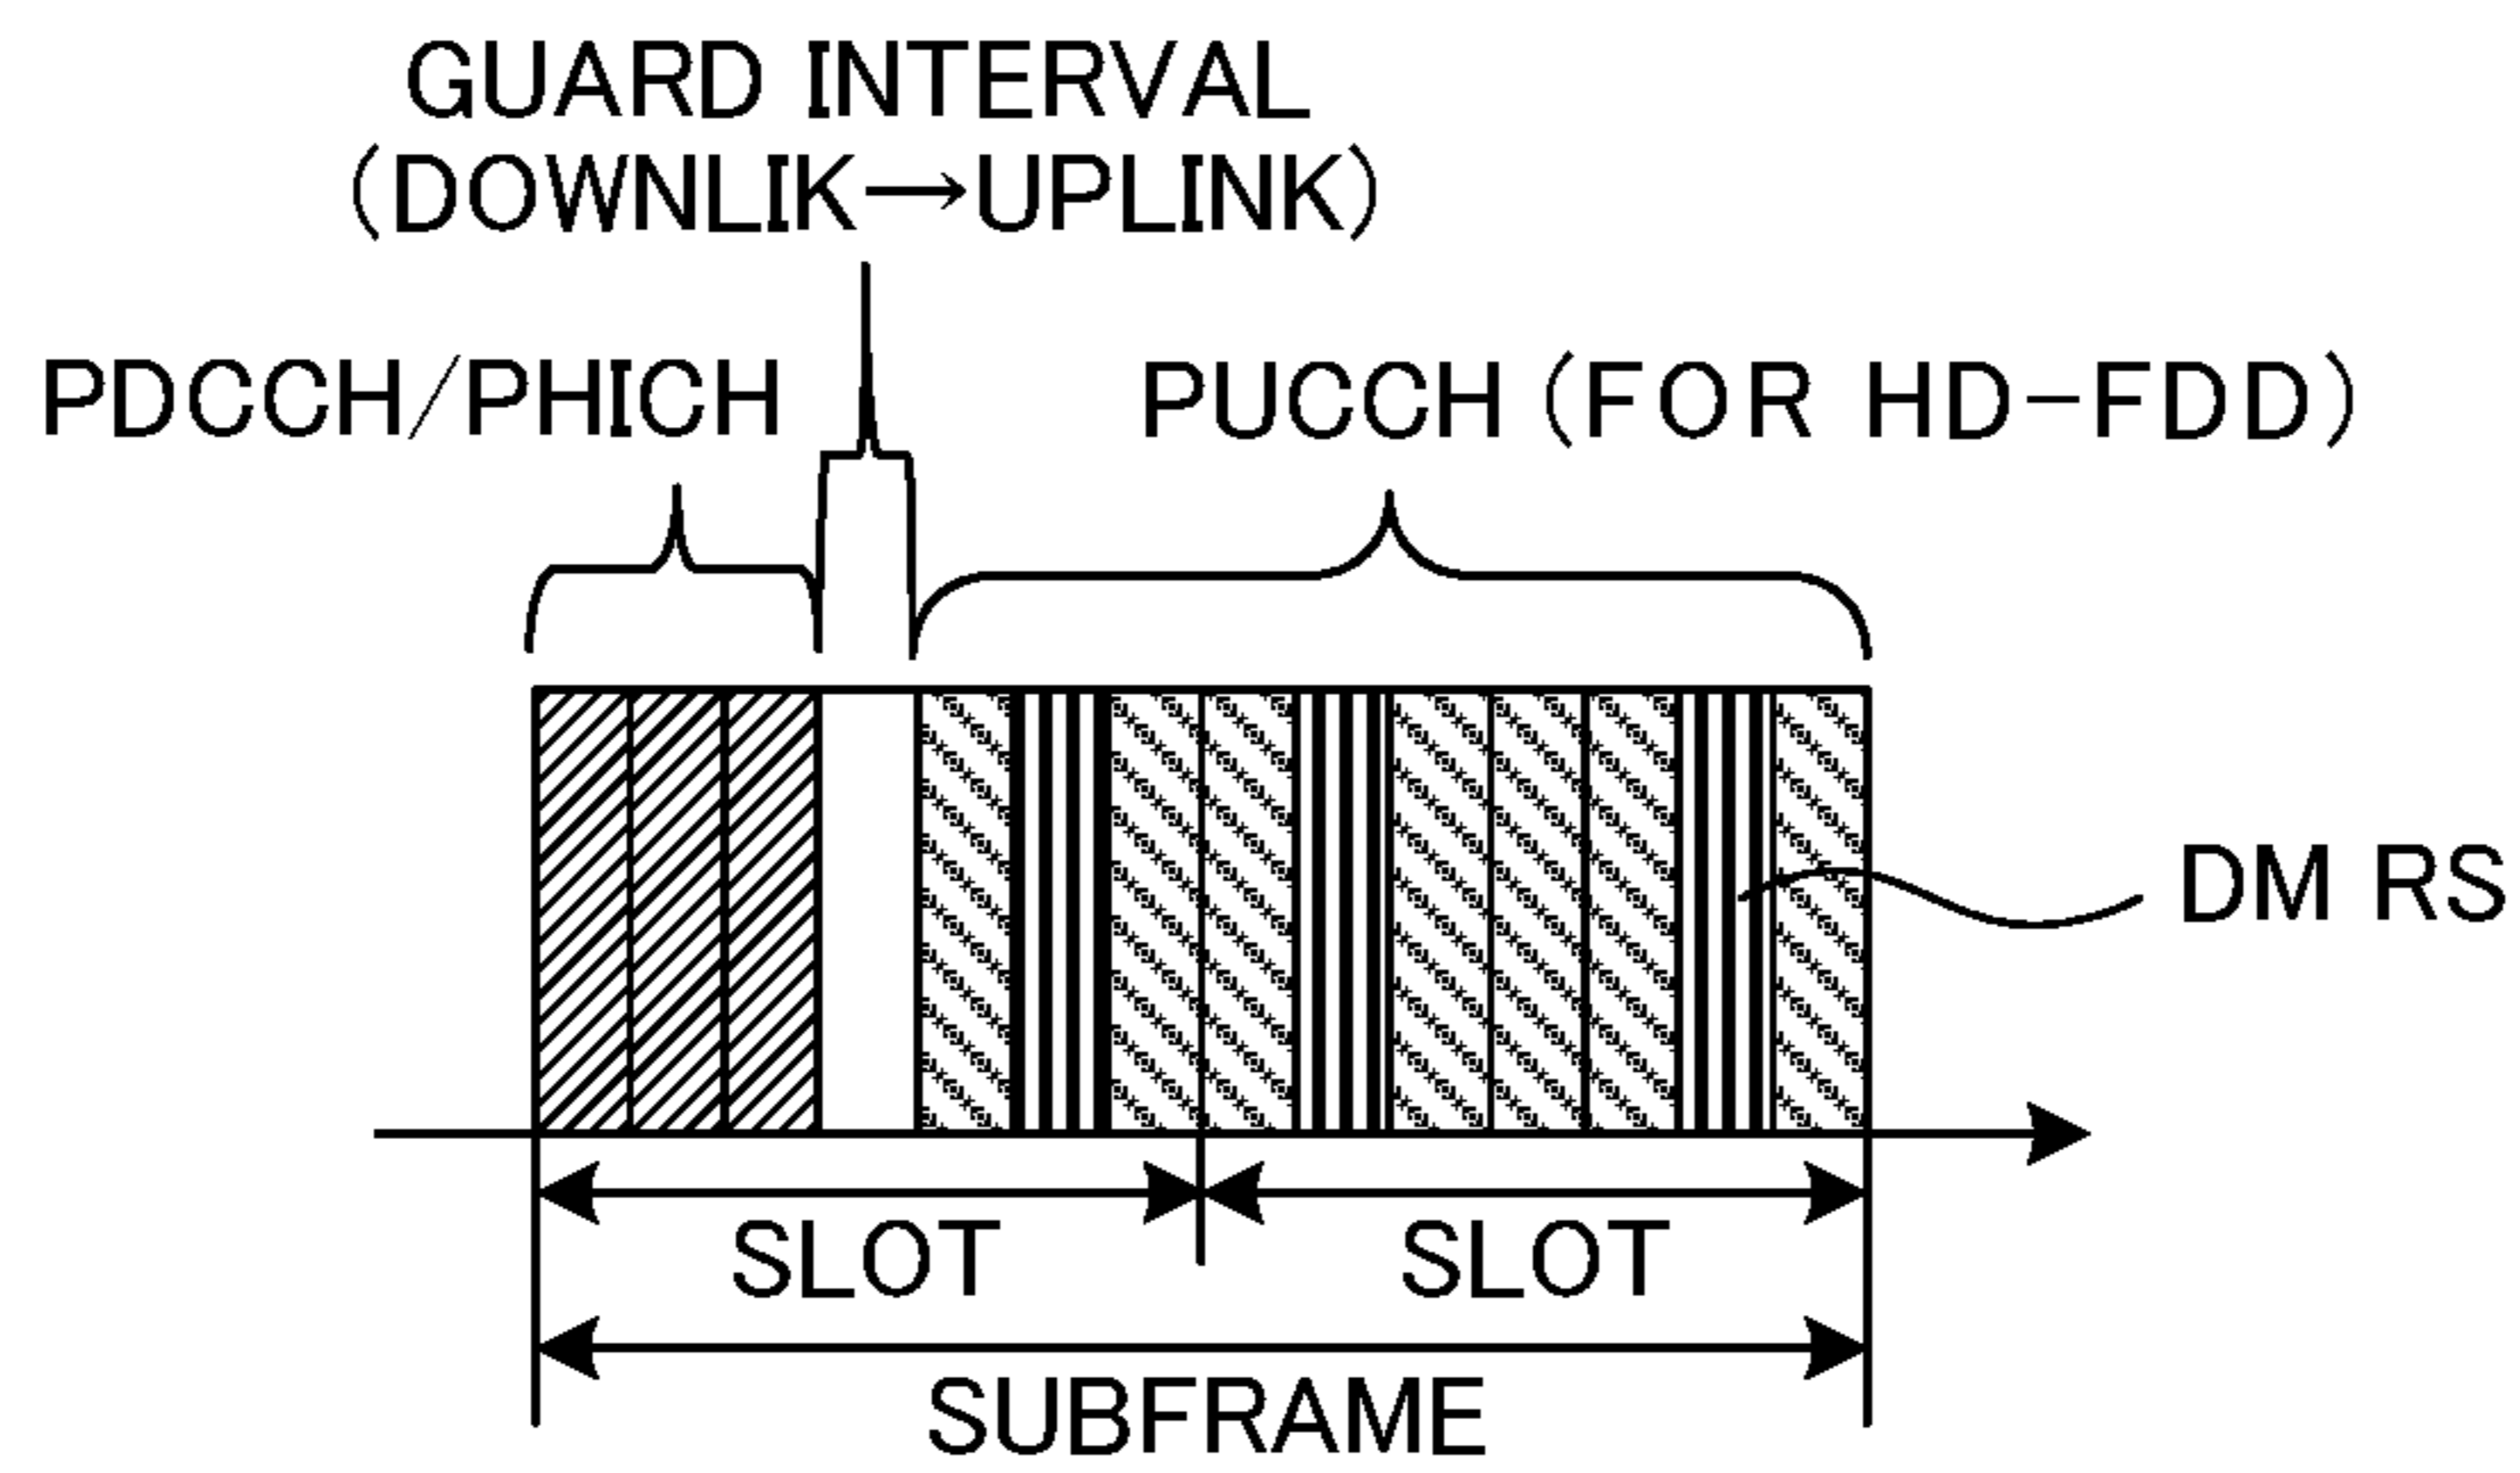 GUARD INTERVAL
(DOWNLIK→UPLINK)
PDCCH/PHICH
PUCCH (FOR HD-FDD)
DM RS
SLOT
SLOT
SUBFRAME